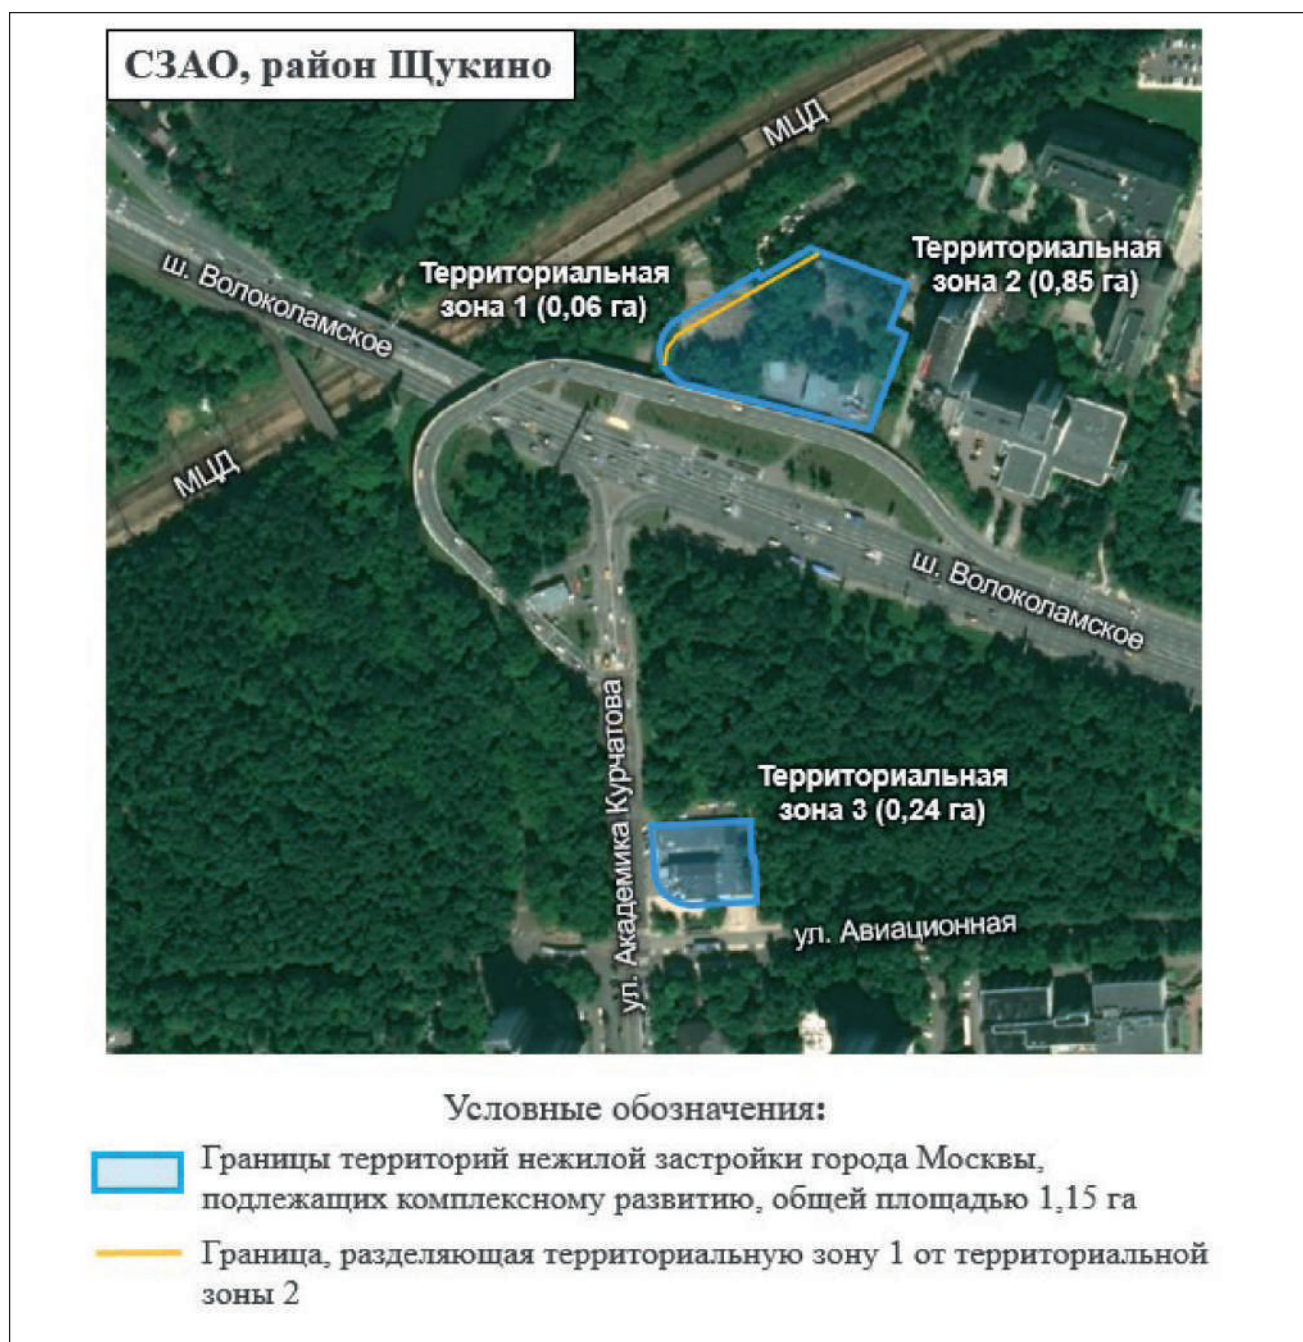 СЗАО, район Щукино
МЦД
ш. Волоколамское
Территориальная
зона 1 (0,06 га)
Территориальная
зона 2 (0,85 га)
МЦД
ш. Волоколамское
ул. Академика Курчатова
Территориальная
зона 3 (0,24 га)
ул. Авиационная
Условные обозначения:
Границы территорий нежилой застройки города Москвы,
подлежащих комплексному развитию, общей площадью 1,15 га
Граница, разделяющая территориальную зону 1 от территориальной
зоны 2